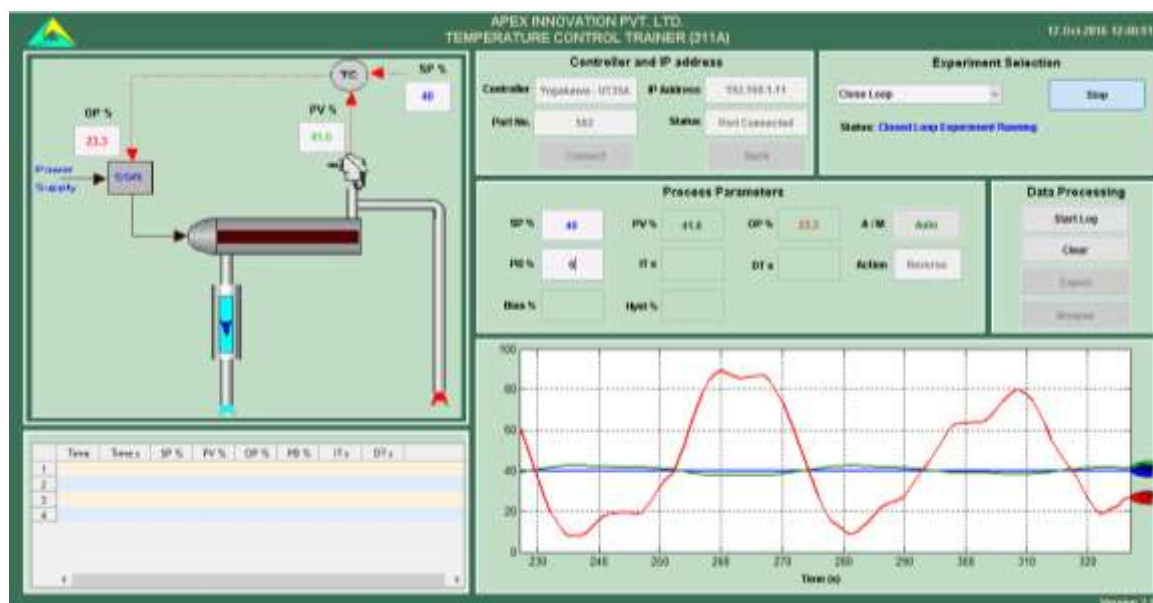 APEX INNOVATION PVT. LTD.
TEMPERATURE CONTROL TRAINER (311A)
12-Oct-2016
TC
SP %
40
OP %
23.3
PV %
41.6
Power
Supply
SSR
Controller and IP address
Controller
IP Address
Port No.
Status
Port Connected
Connect
Experiment Selection
Close Loop
Stop
Status: Closed Loop Experiment Running
Process Parameters
SP %
40
PV %
41.6
OP %
23.3
A / M
Auto
PB %
6
IT s
DT s
Action
Reverse
Bias %
Hyst %
Data Processing
Start Log
Clear
Export
Time
Time s
SP %
PV %
OP %
PB %
IT s
DT s
1
2
3
4
100
80
60
40
20
0
230
240
250
260
270
280
290
300
310
320
Time (s)